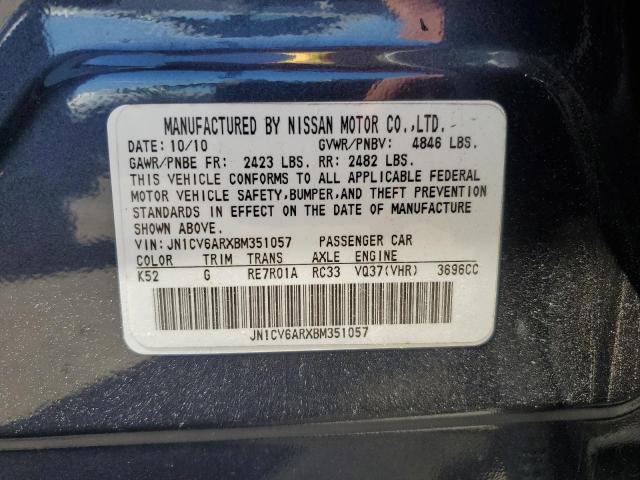 MANUFACTURED BY NISSAN MOTOR CO.,LTD.
DATE: 10/10 GVWR/PNBV: 4846 LBS.
GAWR/PNBE FR: 2423 LBS. RR: 2482 LBS.
THIS VEHICLE CONFORMS TO ALL APPLICABLE FEDERAL
MOTOR VEHICLE SAFETY,BUMPER,AND THEFT PREVENTION
STANDARDS IN EFFECT ON THE DATE OF MANUFACTURE
SHOWN ABOVE.
VIN: JN1CV6ARXBM351057 PASSENGER CAR
COLOR TRIM TRANS AXLE ENGINE
K52 G RE7R01A RC33 VQ37(VHR) 3696CC
JN1CV6ARXBM351057